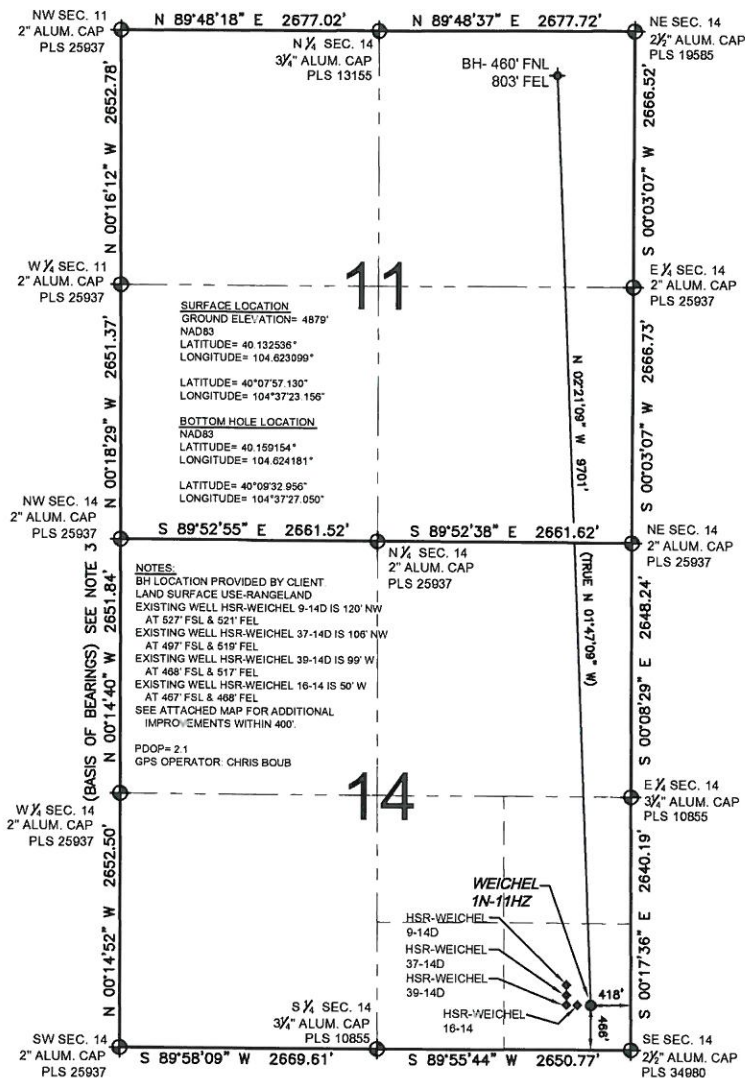 N 89°48'18" E 2677.02'
N 89°48'37" E 2677.72'
NW SEC. 11
2" ALUM. CAP
PLS 25937
N ¼ SEC. 14
3¼" ALUM. CAP
PLS 13155
NE SEC. 14
2½" ALUM. CAP
PLS 19585
BH- 460' FNL
803' FEL
N 00°16'12" W 2652.78'
S 00°03'07" W 2666.52'
W ¼ SEC. 11
2" ALUM. CAP
PLS 25937
11
E ¼ SEC. 14
2" ALUM. CAP
PLS 25937
SURFACE LOCATION
GROUND ELEVATION= 4879'
NAD83
LATITUDE= 40.132536°
LONGITUDE= 104.623099°
LATITUDE= 40°07'57.130"
LONGITUDE= 104°37'23.156"
BOTTOM HOLE LOCATION
NAD83
LATITUDE= 40.159154°
LONGITUDE= 104.624181°
LATITUDE= 40°09'32.956"
LONGITUDE= 104°37'27.050"
N 00°18'29" W 2651.37'
N 02°21'09" W 9701'
(TRUE N 01°47'09" W)
S 00°03'07" W 2666.73'
NW SEC. 14
2" ALUM. CAP
PLS 25937
S 89°52'55" E 2661.52'
S 89°52'38" E 2661.62'
N ¼ SEC. 14
2" ALUM. CAP
PLS 25937
NE SEC. 14
2" ALUM. CAP
PLS 25937
(BASIS OF BEARINGS) SEE NOTE 3
N 00°14'40" W 2651.84'
NOTES:
BH LOCATION PROVIDED BY CLIENT
LAND SURFACE USE-RANGELAND
EXISTING WELL HSR-WEICHEL 9-14D IS 120' NW
AT 527' FSL & 521' FEL
EXISTING WELL HSR-WEICHEL 37-14D IS 106' NW
AT 497' FSL & 519' FEL
EXISTING WELL HSR-WEICHEL 39-14D IS 99' W
AT 468' FSL & 517' FEL
EXISTING WELL HSR-WEICHEL 16-14 IS 50' W
AT 467' FSL & 468' FEL
SEE ATTACHED MAP FOR ADDITIONAL
IMPROVEMENTS WITHIN 400'.
PDOP= 2.1
GPS OPERATOR: CHRIS BOUB
S 00°08'29" E 2648.24'
W ¼ SEC. 14
2" ALUM. CAP
PLS 25937
14
E ¼ SEC. 14
3¼" ALUM. CAP
PLS 10855
N 00°14'52" W 2652.50'
WEICHEL
1N-11HZ
HSR-WEICHEL
9-14D
HSR-WEICHEL
37-14D
HSR-WEICHEL
39-14D
HSR-WEICHEL
16-14
418'
466'
S 00°17'36" E 2640.19'
SW SEC. 14
2" ALUM. CAP
PLS 25937
S ¼ SEC. 14
3¼" ALUM. CAP
PLS 10855
S 89°58'09" W 2669.61'
S 89°55'44" W 2650.77'
SE SEC. 14
2½" ALUM. CAP
PLS 34980